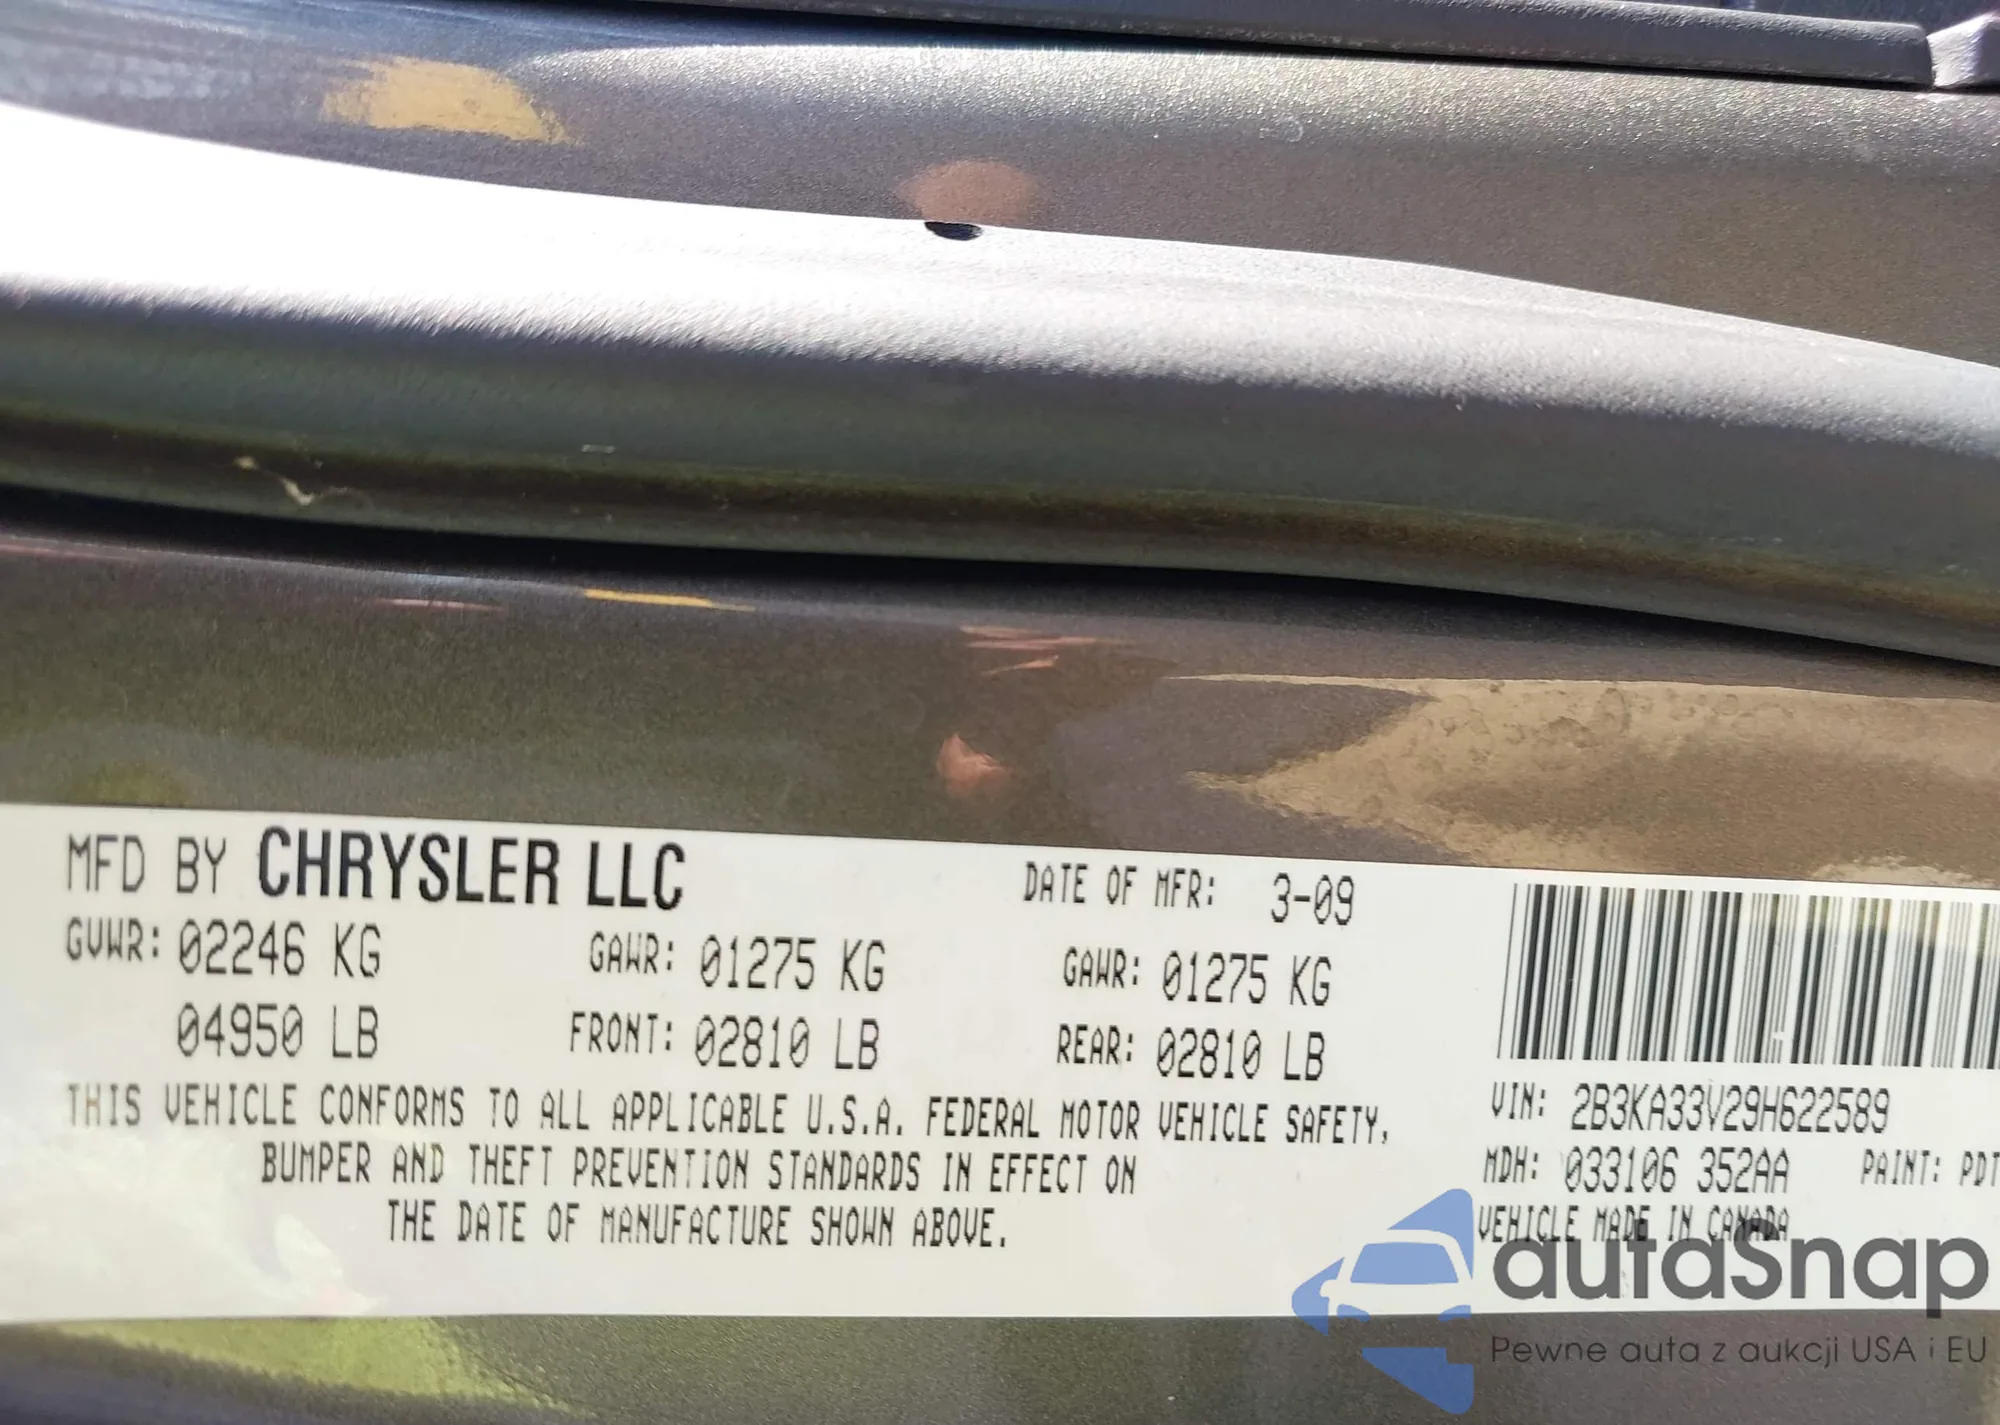 MFD BY CHRYSLER LLC
DATE OF MFR: 3-09
GVWR: 02246 KG
GAWR: 01275 KG
GAWR: 01275 KG
04950 LB
FRONT: 02810 LB
REAR: 02810 LB
THIS VEHICLE CONFORMS TO ALL APPLICABLE U.S.A. FEDERAL MOTOR VEHICLE SAFETY,
BUMPER AND THEFT PREVENTION STANDARDS IN EFFECT ON
THE DATE OF MANUFACTURE SHOWN ABOVE.
VIN: 2B3KA33V29H622589
MDH: 033106 352AA PAINT: PDT
VEHICLE MADE IN CANADA
autaSnap
Pewne auta z aukcji USA i EU